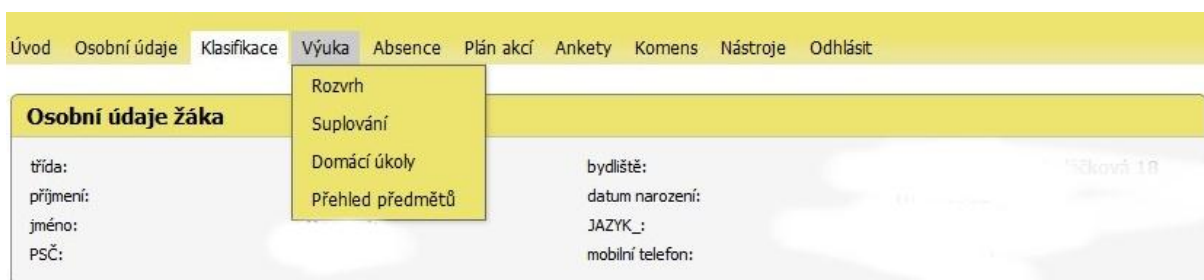 Úvod Osobní údaje Klasifikace Výuka Absence Plán akcí Ankety Komens Nástroje Odhlásit
Rozvrh
Suplování
Domácí úkoly
Přehled předmětů
Osobní údaje žáka
třída:
příjmení:
jméno:
PSČ:
bydliště:
datum narození:
JAZYK_:
mobilní telefon:
18